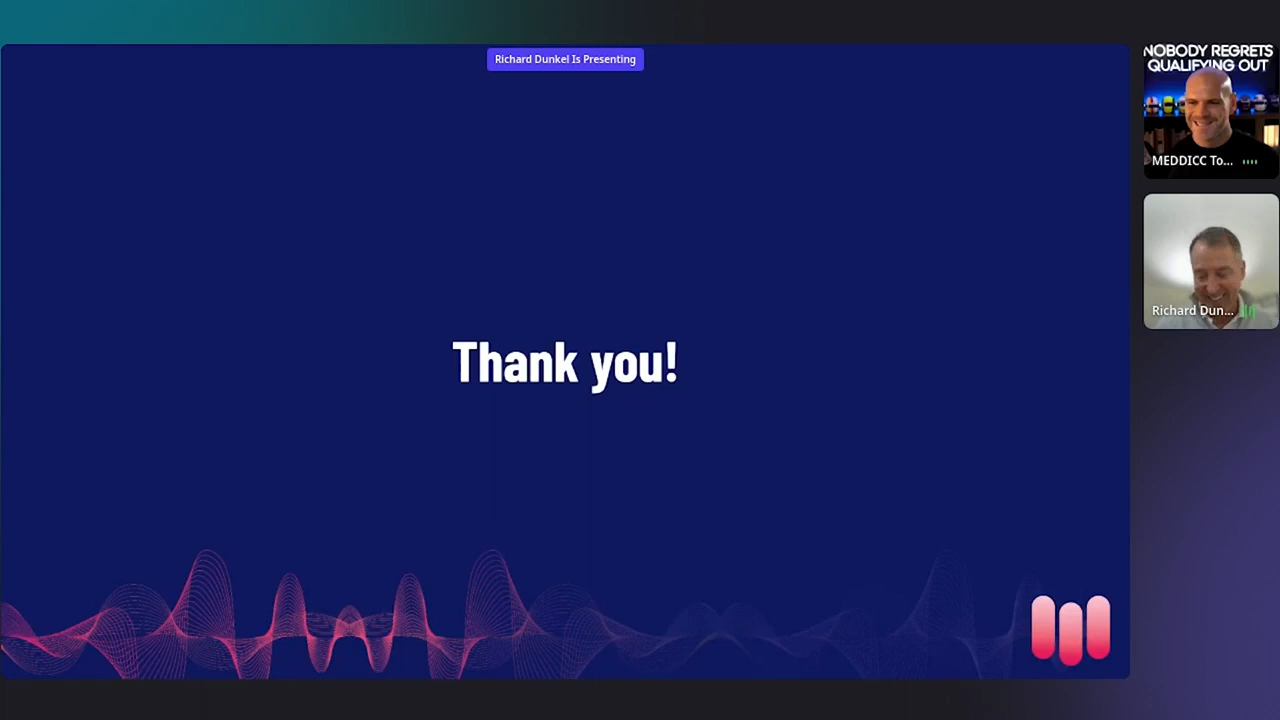 Richard Dunkel Is Presenting
NOBODY REGRETS
QUALIFYING OUT
MEDDICC To...
Richard Dun...
Thank you!